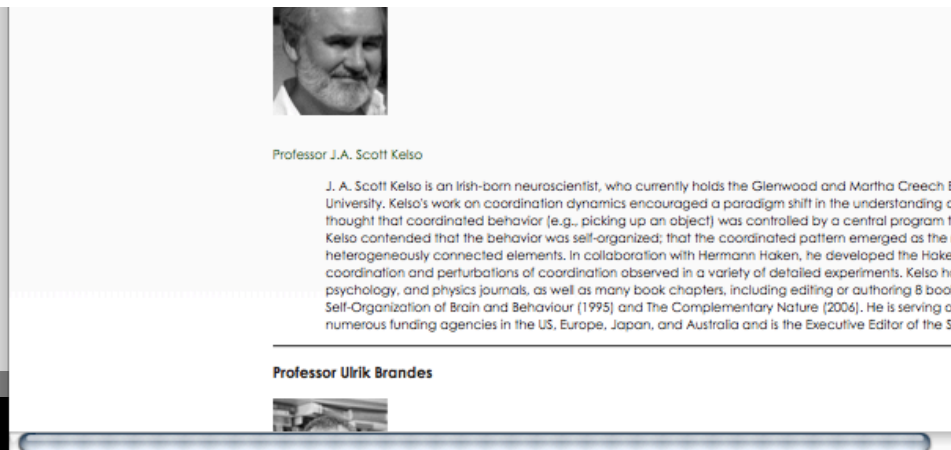 Professor J.A. Scott Kelso
J. A. Scott Kelso is an Irish-born neuroscientist, who currently holds the Glenwood and Martha Creech
University. Kelso's work on coordination dynamics encouraged a paradigm shift in the understanding
thought that coordinated behavior (e.g., picking up an object) was controlled by a central program
Kelso contended that the behavior was self-organized; that the coordinated pattern emerged as the
heterogeneously connected elements. In collaboration with Hermann Haken, he developed the
coordination and perturbations of coordination observed in a variety of detailed experiments. Kelso
psychology, and physics journals, as well as many book chapters, including editing or authoring 8
Self-Organization of Brain and Behaviour (1995) and The Complementary Nature (2006). He is serving
numerous funding agencies in the US, Europe, Japan, and Australia and is the Executive Editor of the
Professor Ulrik Brandes